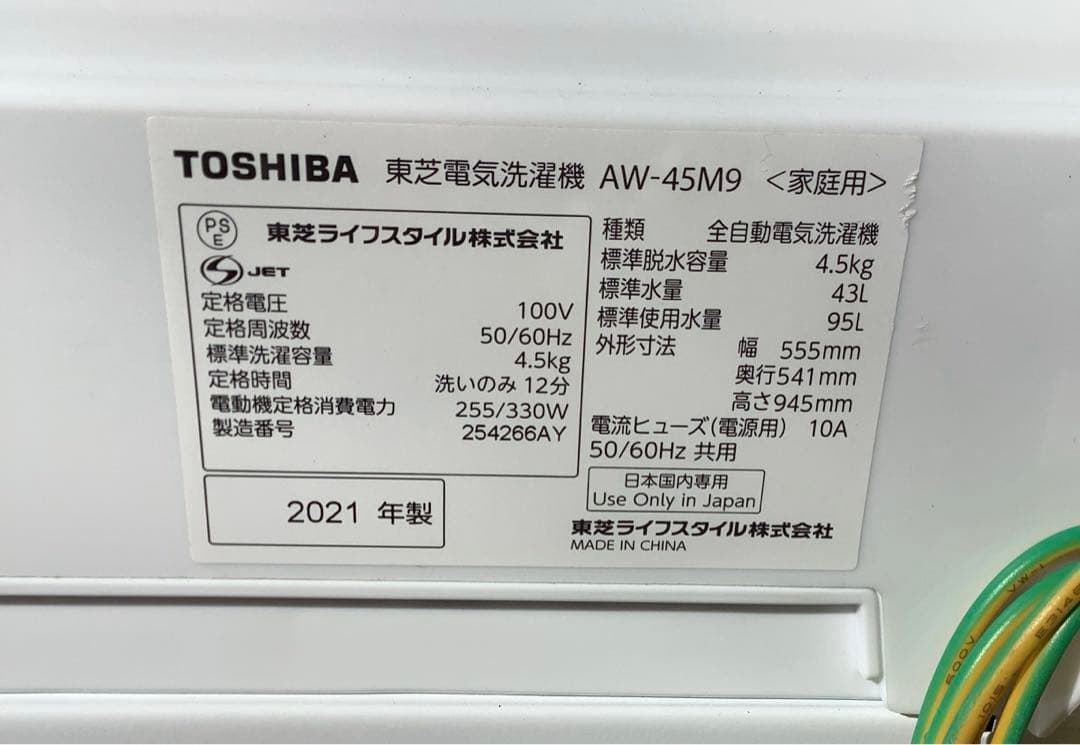 TOSHIBA 東芝電気洗濯機 AW-45M9 <家庭用>
PSE 東芝ライフスタイル株式会社
S JET
定格電圧 100V
定格周波数 50/60Hz
標準洗濯容量 4.5kg
定格時間 洗いのみ 12分
電動機定格消費電力 255/330W
製造番号 254266AY
2021 年製
種類 全自動電気洗濯機
標準脱水容量 4.5kg
標準水量 43L
標準使用水量 95L
外形寸法 幅 555mm
奥行541mm
高さ945mm
電流ヒューズ(電源用) 10A
50/60Hz 共用
日本国内専用
Use Only in Japan
東芝ライフスタイル株式会社
MADE IN CHINA
VW-1
600V